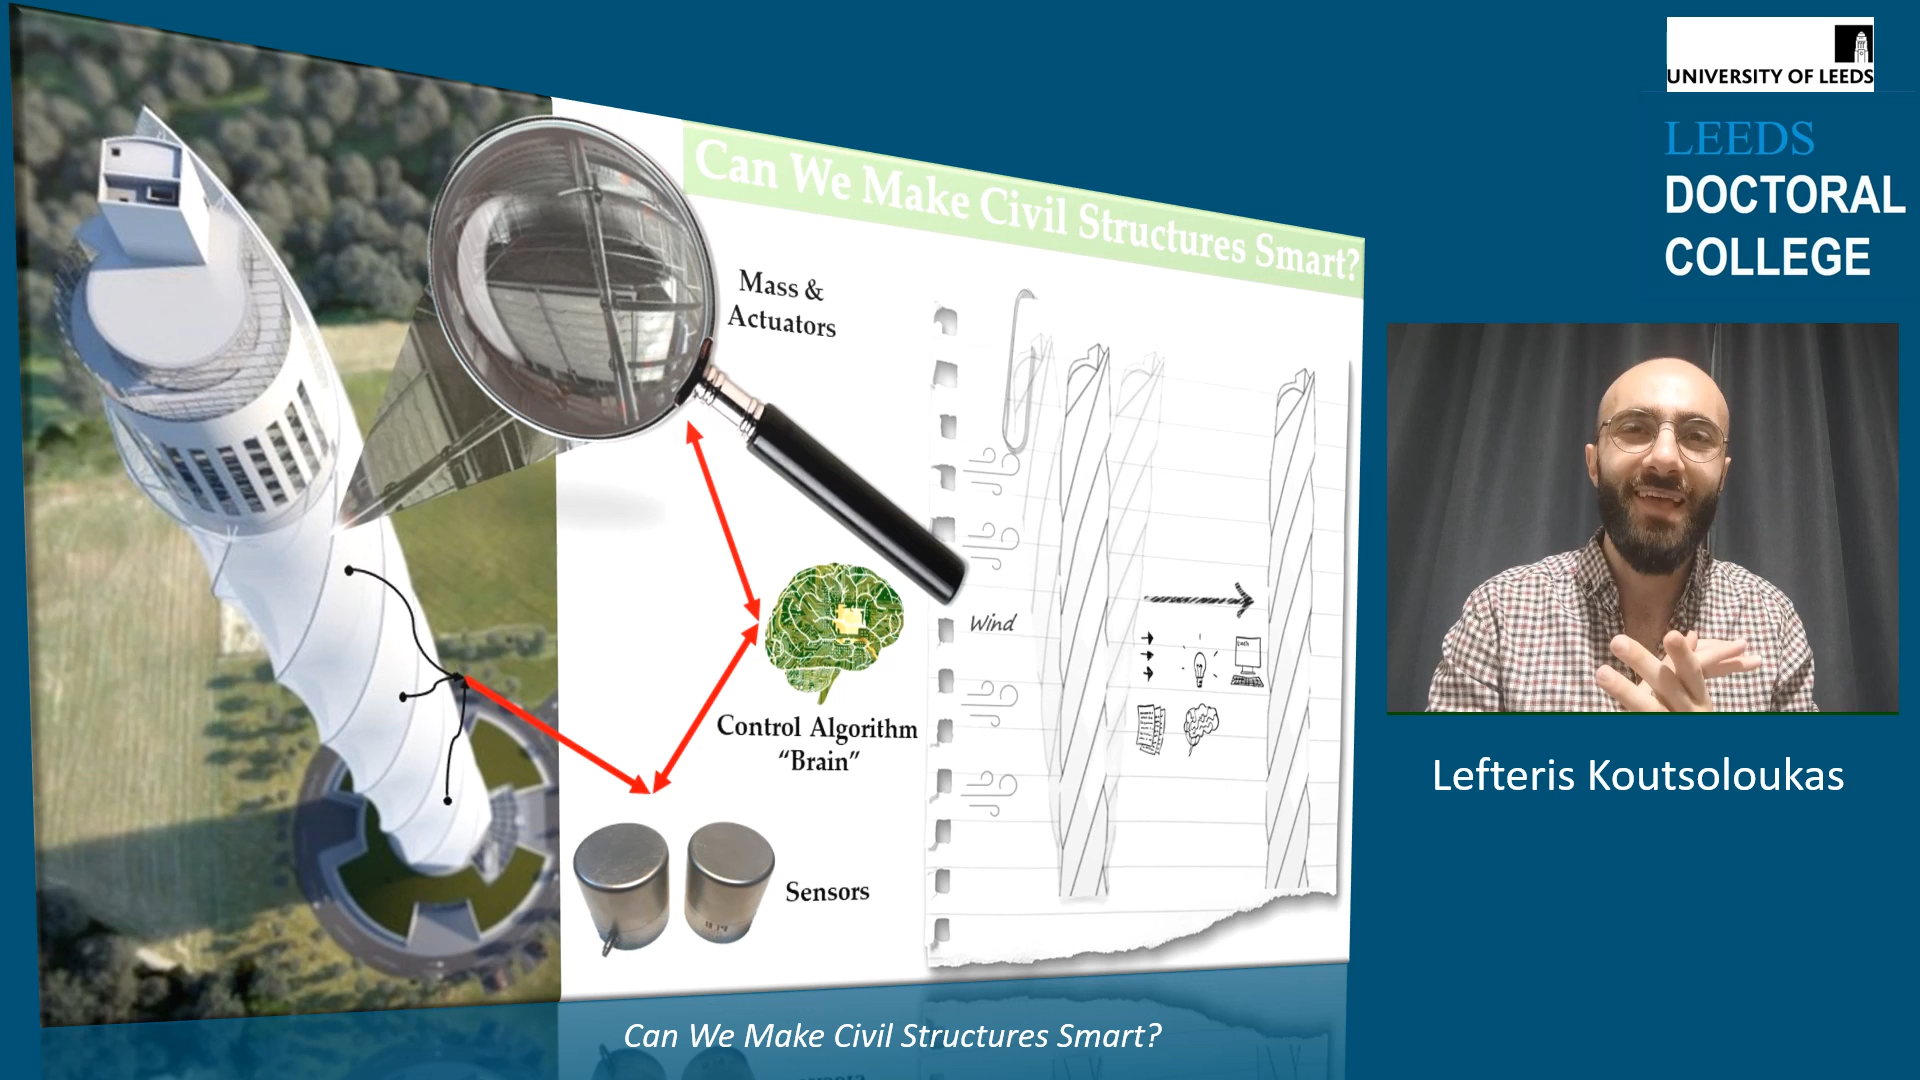 Can We Make Civil Structures Smart?
Mass &
Actuators
Wind
Control Algorithm
“Brain”
Sensors
Can We Make Civil Structures Smart?
UNIVERSITY OF LEEDS
LEEDS
DOCTORAL
COLLEGE
Lefteris Koutsoloukas